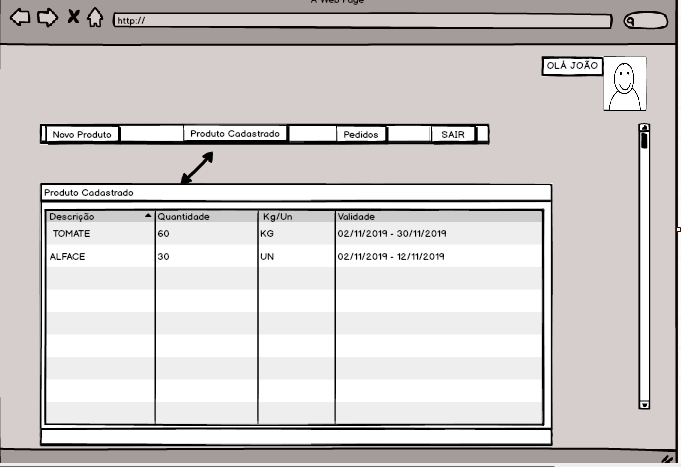 A Web Page
http://
OLÁ JOÃO
Novo Produto Produto Cadastrado Pedidos SAIR
Produto Cadastrado
Descrição Quantidade Kg/Un Validade
TOMATE 60 KG 02/11/2019 - 30/11/2019
ALFACE 30 UN 02/11/2019 - 12/11/2019